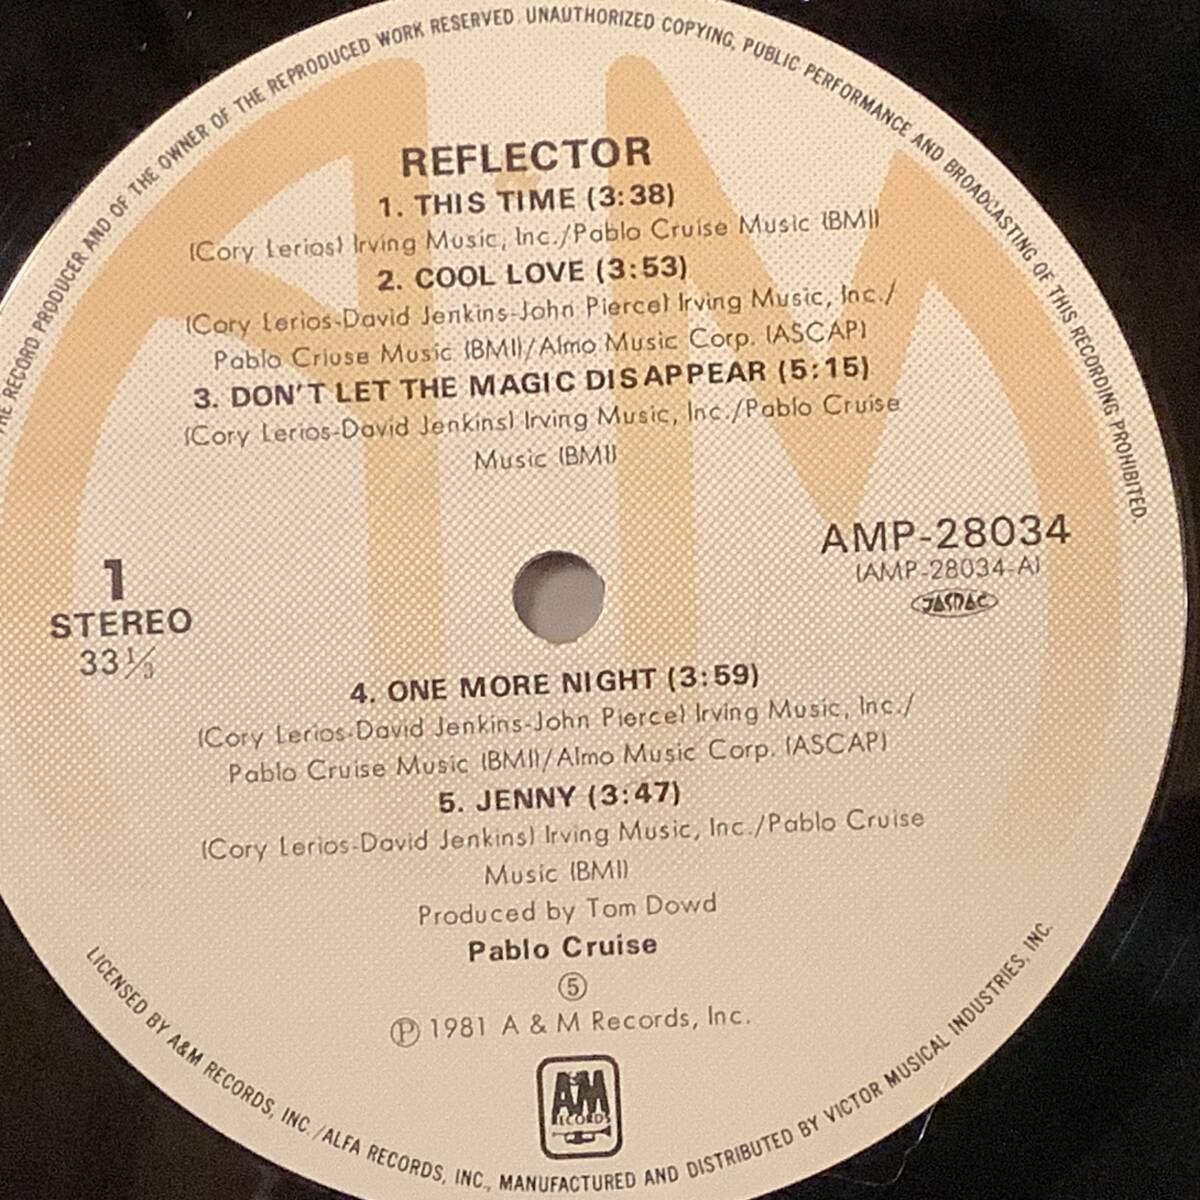 THE RECORD PRODUCER AND OF THE OWNER OF THE REPRODUCED WORK RESERVED. UNAUTHORIZED COPYING, PUBLIC PERFORMANCE AND BROADCASTING OF THIS RECORDING PROHIBITED.
REFLECTOR
1. THIS TIME (3:38)
(Cory Lerios) Irving Music, Inc./Pablo Cruise Music (BMI)
2. COOL LOVE (3:53)
(Cory Lerios-David Jenkins-John Pierce) Irving Music, Inc./
Pablo Criuse Music (BMI)/Almo Music Corp. (ASCAP)
3. DON'T LET THE MAGIC DISAPPEAR (5:15)
(Cory Lerios-David Jenkins) Irving Music, Inc./Pablo Cruise
Music (BMI)
AMP-28034
(AMP-28034-A)
JASRAC
1
STEREO
33 1/3
4. ONE MORE NIGHT (3:59)
(Cory Lerios-David Jenkins-John Pierce) Irving Music, Inc./
Pablo Cruise Music (BMI)/Almo Music Corp. (ASCAP)
5. JENNY (3:47)
(Cory Lerios-David Jenkins) Irving Music, Inc./Pablo Cruise
Music (BMI)
Produced by Tom Dowd
Pablo Cruise
⑤
Ⓟ 1981 A & M Records, Inc.
A&M
RECORDS
LICENSED BY A&M RECORDS, INC./ALFA RECORDS, INC., MANUFACTURED AND DISTRIBUTED BY VICTOR MUSICAL INDUSTRIES, INC.